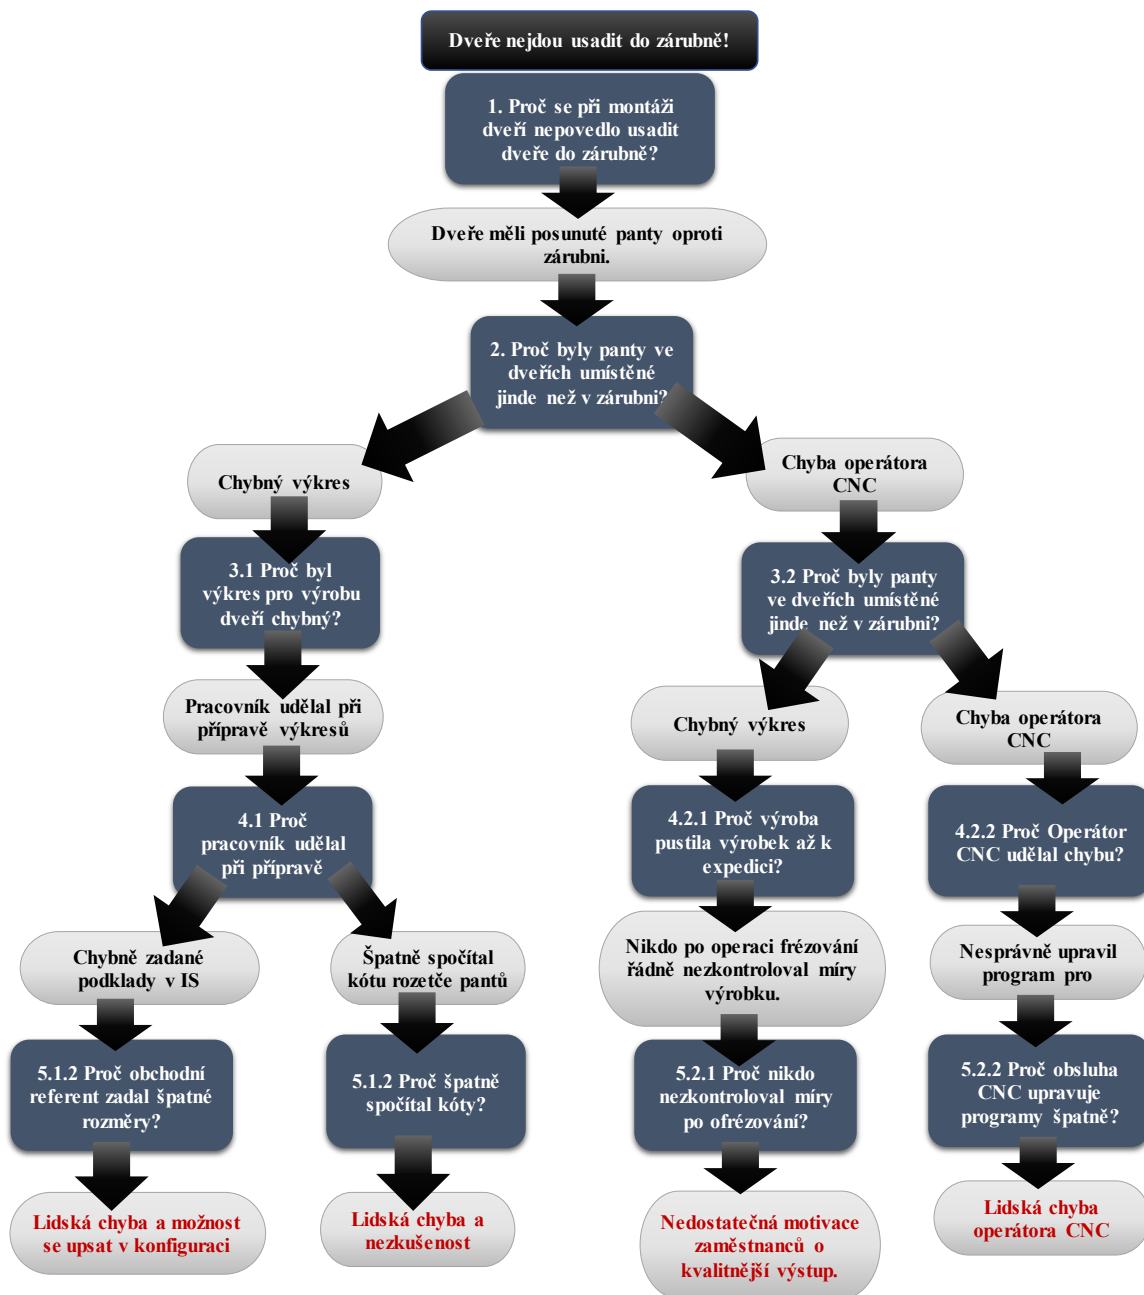 Dveře nejdou usadit do zárubně!
1. Proč se při montáži
dveří nepovedlo usadit
dveře do zárubně?
Dveře měli posunuté panty oproti
zárubni.
2. Proč byly panty ve
dveřích umístěné
jinde než v zárubni?
Chybný výkres
Chyba operátora
CNC
3.1 Proč byl
výkres pro výrobu
dveří chybný?
3.2 Proč byly panty
ve dveřích umístěné
jinde než v zárubni?
Pracovník udělal při
přípravě výkresů
Chybný výkres
Chyba operátora
CNC
4.1 Proč
pracovník udělal
při přípravě
4.2.1 Proč výroba
pustila výrobek až k
expedici?
4.2.2 Proč Operátor
CNC udělal chybu?
Chybně zadané
podklady v IS
Špatně spočítal
kótu rozetče pantů
Nikdo po operaci frézování
řádně nezkontroloval míry
výrobku.
Nesprávně upravil
program pro
5.1.2 Proč obchodní
referent zadal špatné
rozměry?
5.1.2 Proč špatně
spočítal kóty?
5.2.1 Proč nikdo
nezkontroloval míry
po ofrézování?
5.2.2 Proč obsluha
CNC upravuje
programy špatně?
Lidská chyba a možnost
se upsat v konfiguraci
Lidská chyba a
nezkušenost
Nedostatečná motivace
zaměstnanců o
kvalitnější výstup.
Lidská chyba
operátora CNC